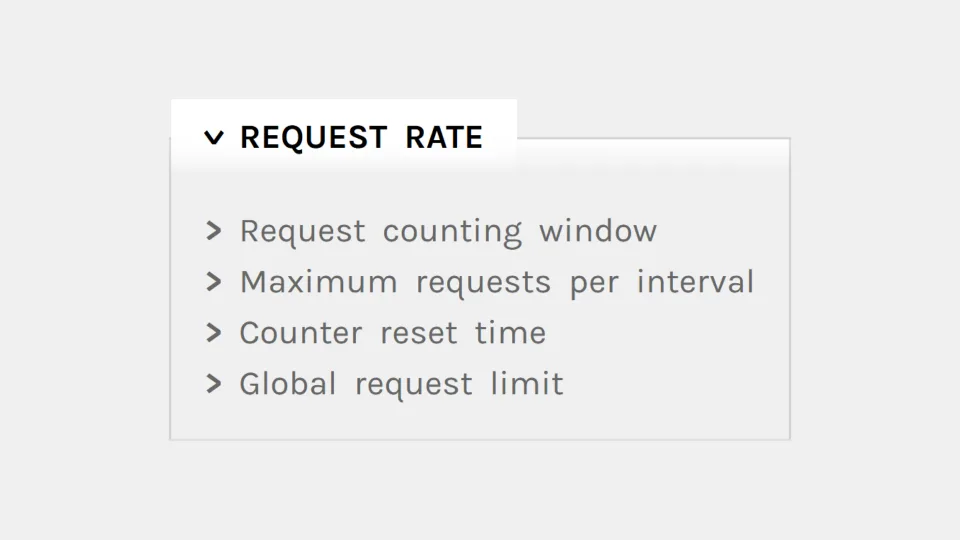 REQUEST RATE
Request counting window
Maximum requests per interval
Counter reset time
Global request limit